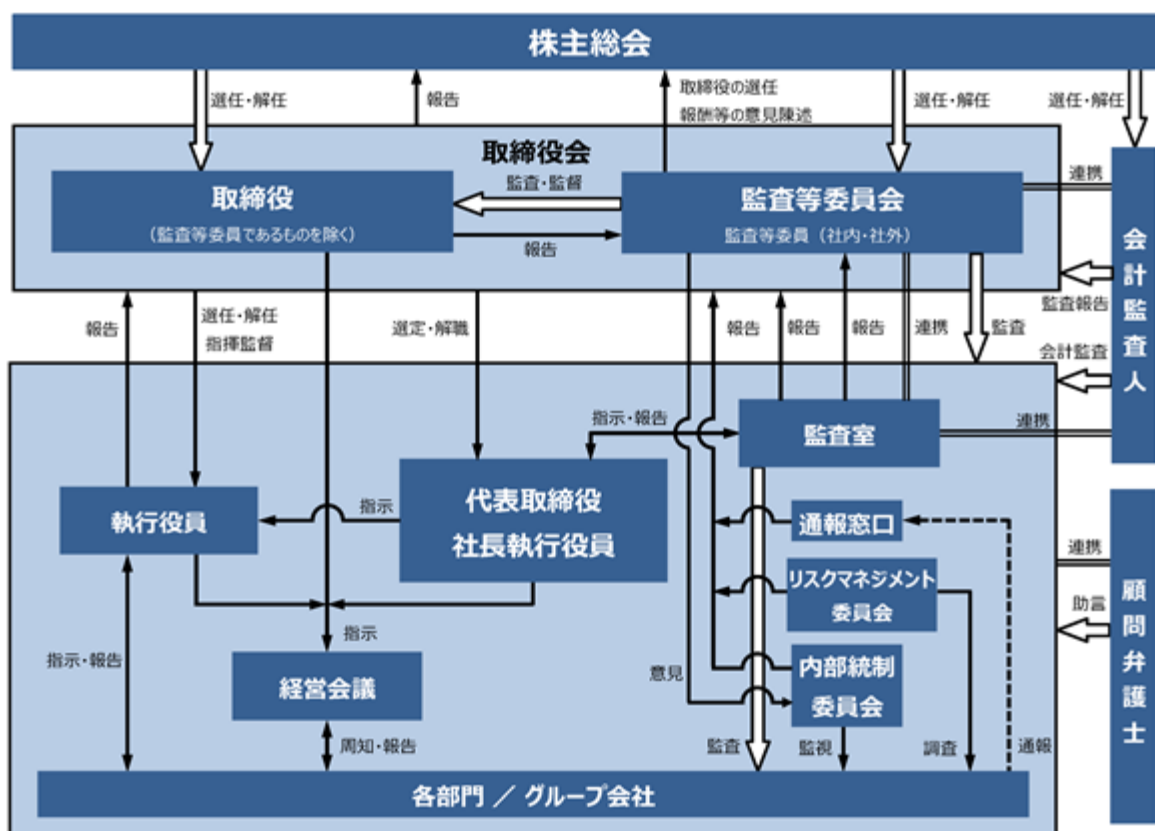 株主総会
選任・解任
報告
取締役の選任
報酬等の意見陳述
選任・解任
選任・解任
取締役会
取締役
(監査等委員であるものを除く)
監査・監督
報告
監査等委員会
監査等委員(社内・社外)
連携
会計監査人
監査報告
会計監査
連携
報告
選任・解任
指揮監督
選定・解職
報告
報告
報告
連携
監査
指示・報告
監査室
執行役員
指示
代表取締役
社長執行役員
通報窓口
リスクマネジメント
委員会
内部統制
委員会
連携
助言
顧問弁護士
指示・報告
指示
経営会議
周知・報告
意見
監査
監視
調査
通報
各部門 / グループ会社